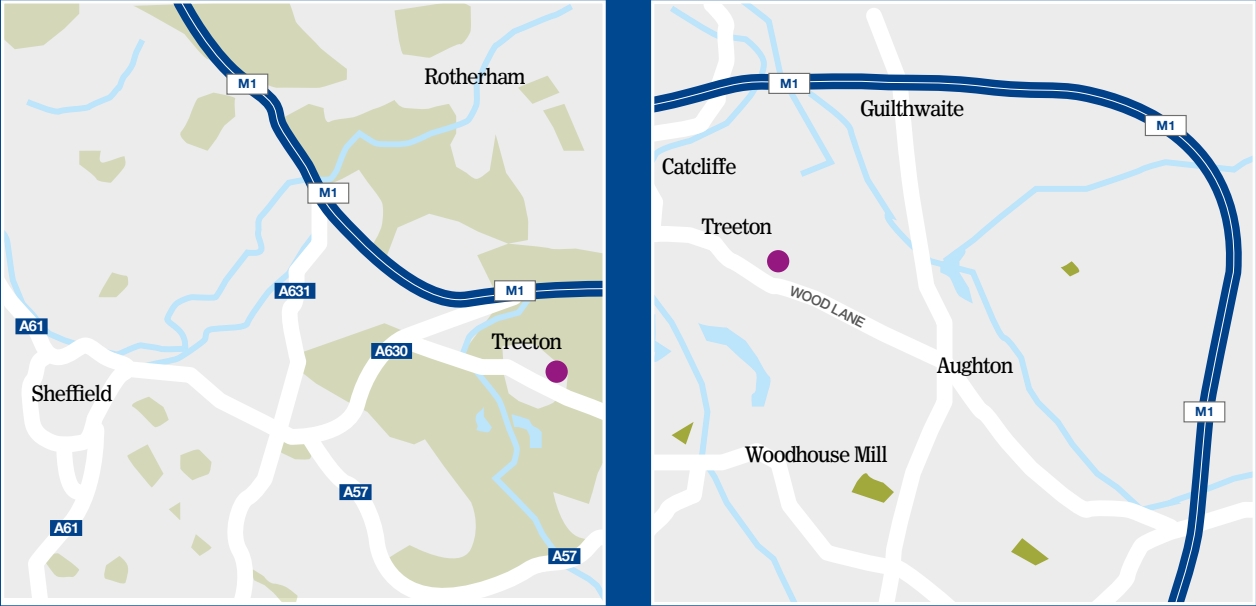 M1
Rotherham
M1
A631
M1
A61
Treeton
A630
Sheffield
A57
A61
A57
M1
Guilthwaite
M1
Catcliffe
Treeton
WOOD LANE
Aughton
M1
Woodhouse Mill